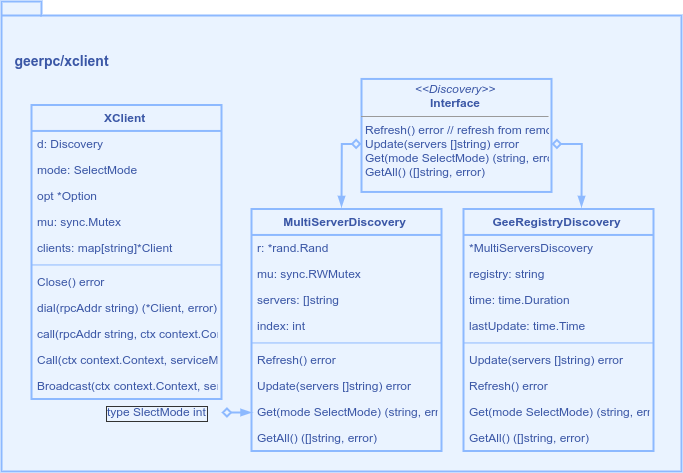 geerpc/xclient
XClient
d: Discovery
mode: SelectMode
opt *Option
mu: sync.Mutex
clients: map[string]*Client
Close() error
dial(rpcAddr string) (*Client, error)
call(rpcAddr string, ctx context.Co
Call(ctx context.Context, serviceM
Broadcast(ctx context.Context, se
type SlectMode int
<<Discovery>>
Interface
Refresh() error // refresh from remo
Update(servers []string) error
Get(mode SelectMode) (string, erro
GetAll() ([]string, error)
MultiServerDiscovery
r: *rand.Rand
mu: sync.RWMutex
servers: []string
index: int
Refresh() error
Update(servers []string) error
Get(mode SelectMode) (string, err
GetAll() ([]string, error)
GeeRegistryDiscovery
*MultiServersDiscovery
registry: string
time: time.Duration
lastUpdate: time.Time
Update(servers []string) error
Refresh() error
Get(mode SelectMode) (string, err
GetAll() ([]string, error)